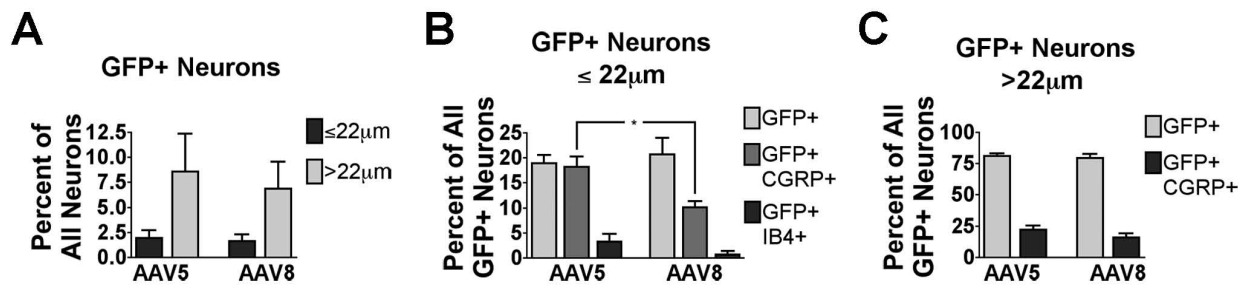 A
GFP+ Neurons
Percent of
All Neurons
12.5
10.0
7.5
5.0
2.5
0.0
AAV5
AAV8
≤22μm
>22μm
B
GFP+ Neurons
≤ 22μm
Percent of All
GFP+ Neurons
25
20
15
10
5
0
*
AAV5
AAV8
GFP+
GFP+
CGRP+
GFP+
IB4+
C
GFP+ Neurons
>22μm
Percent of All
GFP+ Neurons
100
75
50
25
0
AAV5
AAV8
GFP+
GFP+
CGRP+